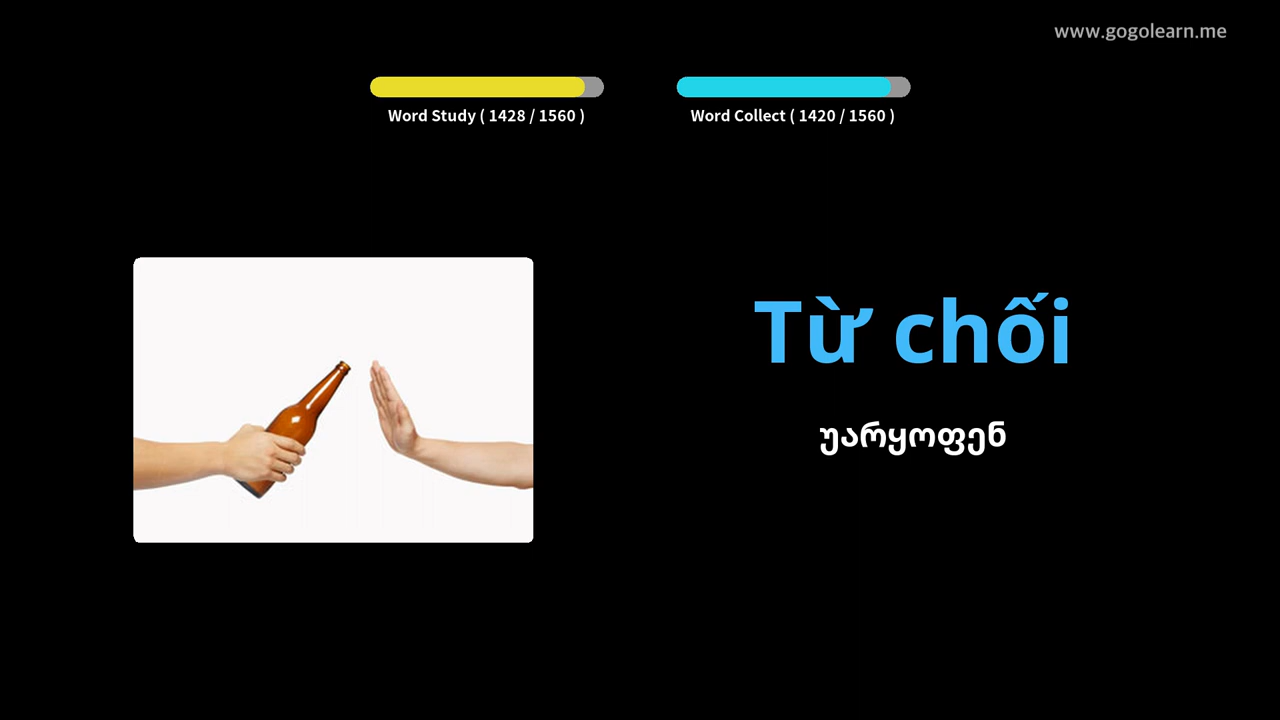 www.gogolearn.me
Word Study ( 1428 / 1560 )
Word Collect ( 1420 / 1560 )
Từ chối
უარყოფენ